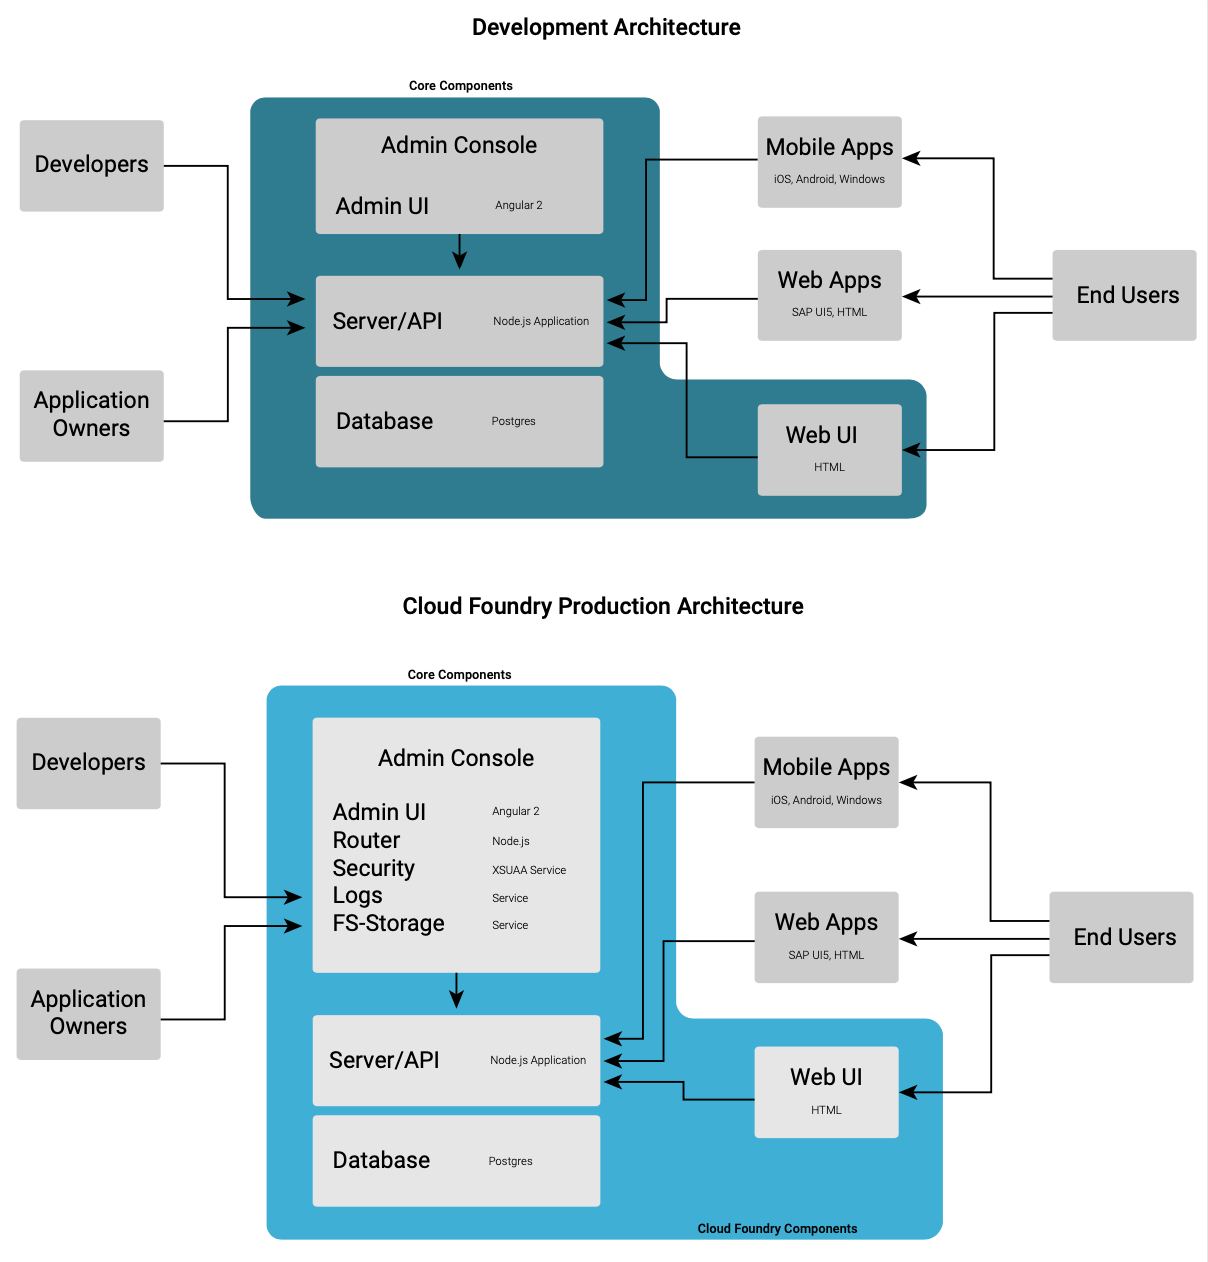 Development Architecture
Core Components
Developers
Admin Console
Admin UI Angular 2
Mobile Apps
iOS, Android, Windows
Server/API Node.js Application
Web Apps
SAP UI5, HTML
End Users
Application
Owners
Database Postgres
Web UI
HTML
Cloud Foundry Production Architecture
Core Components
Developers
Admin Console
Admin UI Angular 2
Router Node.js
Security XSUAA Service
Logs Service
FS-Storage Service
Mobile Apps
iOS, Android, Windows
Web Apps
SAP UI5, HTML
End Users
Application
Owners
Server/API Node.js Application
Web UI
HTML
Database Postgres
Cloud Foundry Components